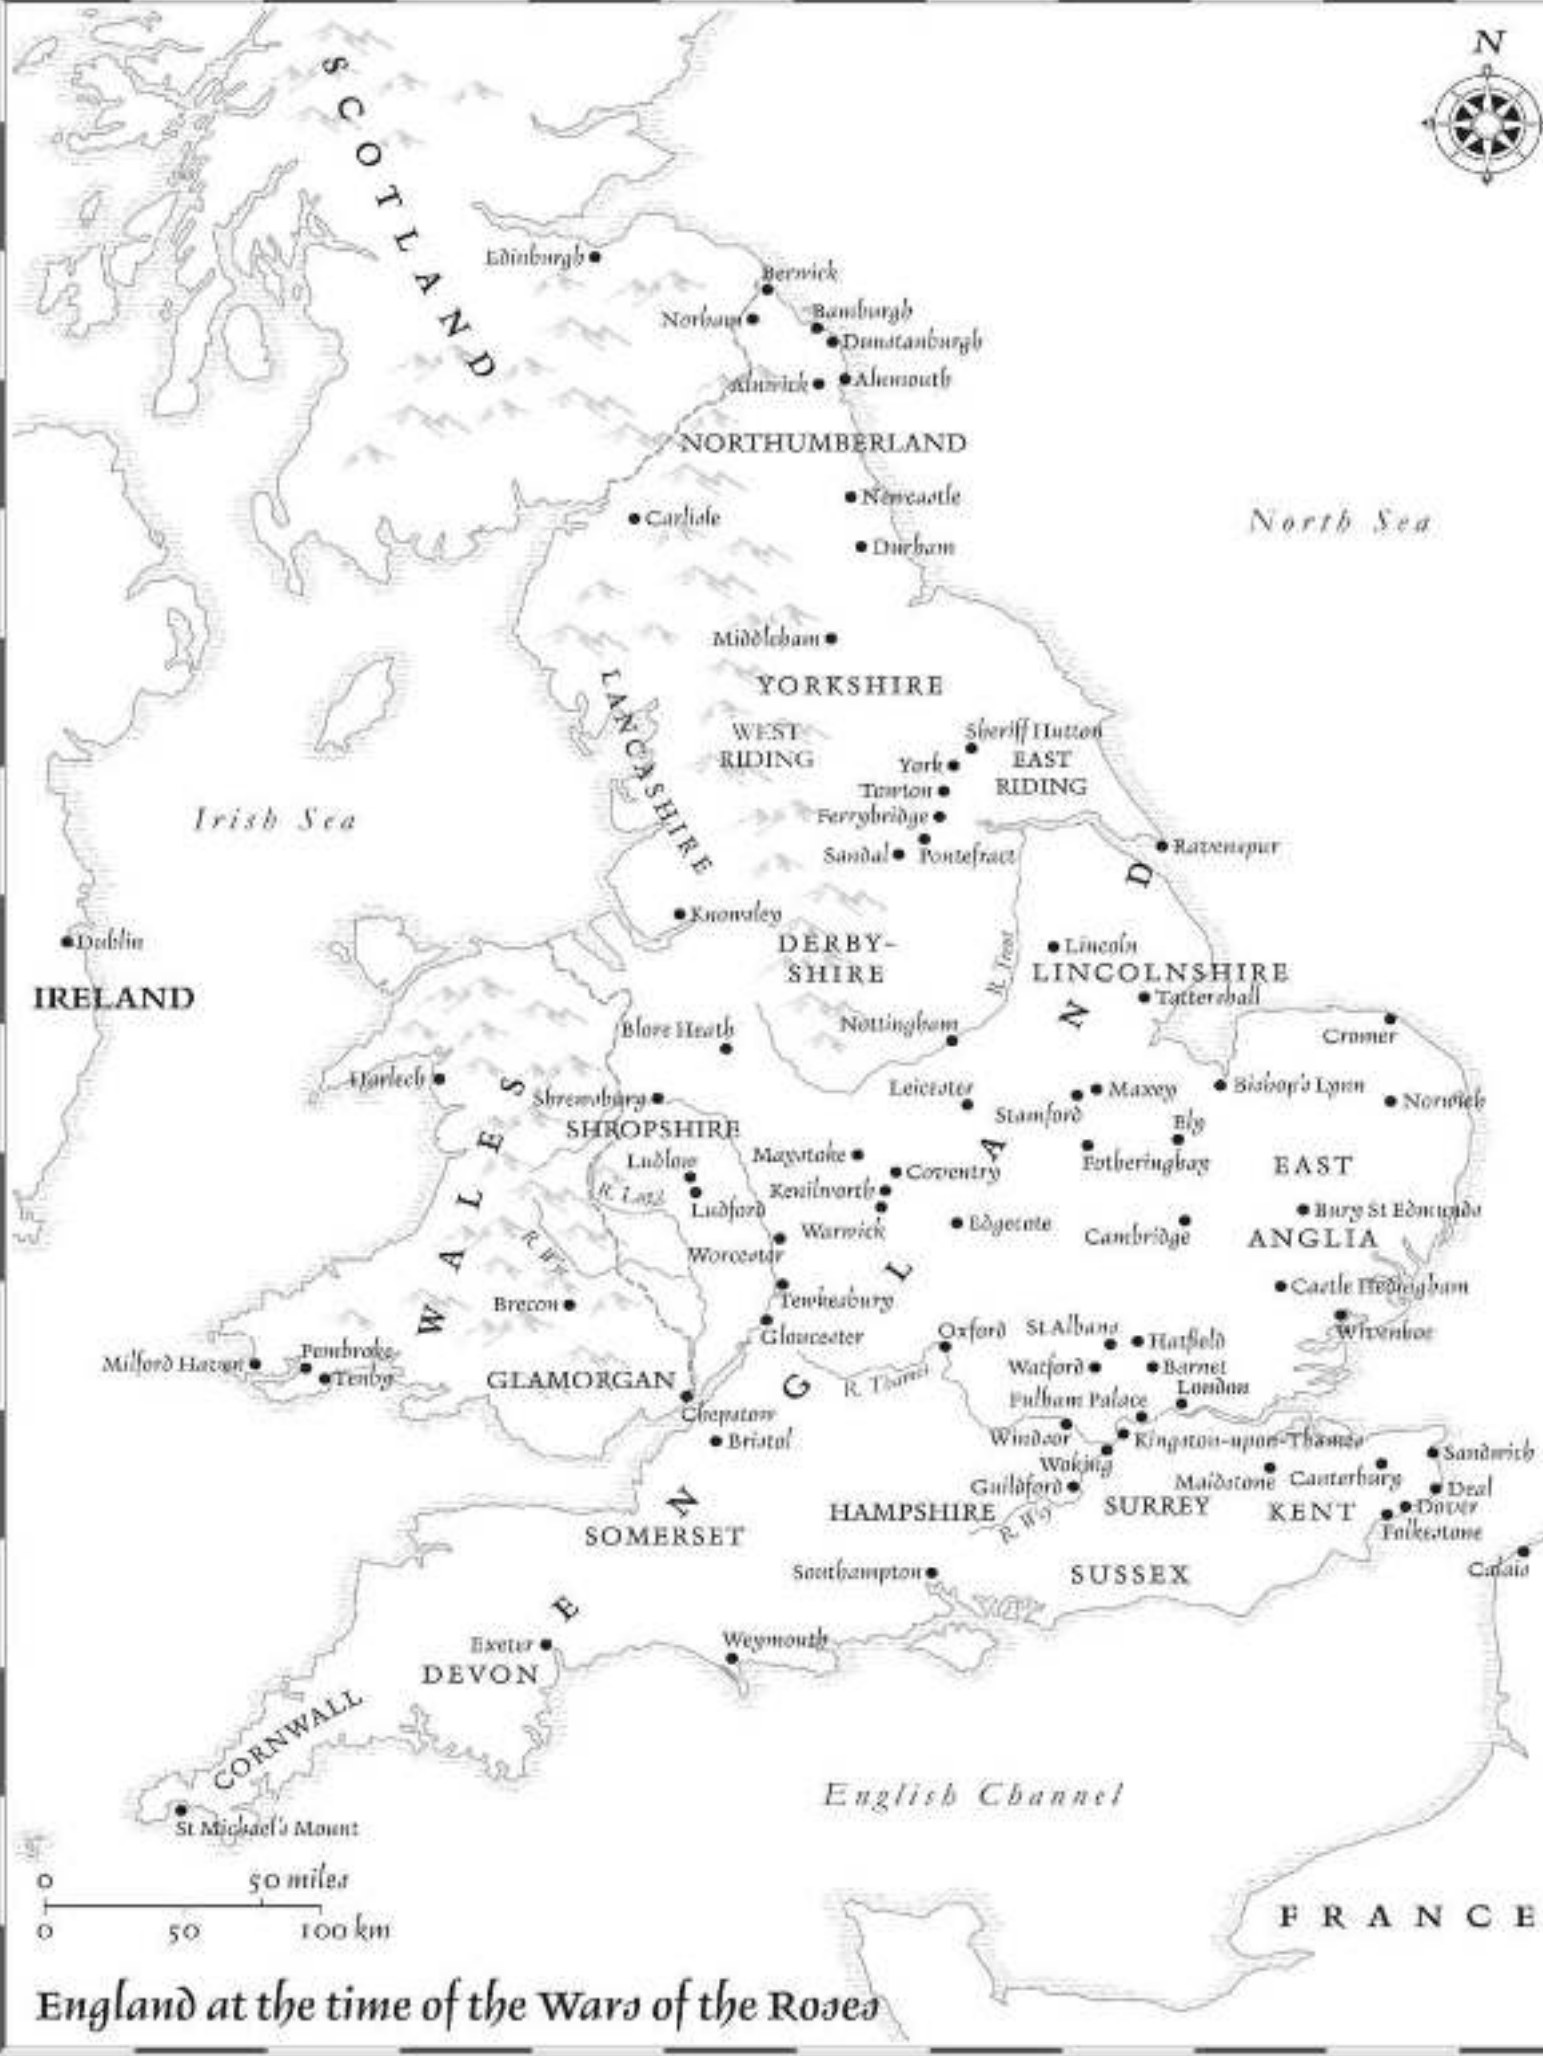 N
SCOTLAND
Edinburgh
Berwick
Norham
Bamburgh
Dunstanburgh
Alnwick
Alnmouth
NORTHUMBERLAND
Newcastle
Carlisle
North Sea
Durham
Middleham
YORKSHIRE
LANCASHIRE
WEST
RIDING
Sheriff Hutton
York
EAST
RIDING
Towton
Irish Sea
Ferrybridge
Sandal
Pontefract
Ravenspur
Knowsley
Dublin
DERBY-
SHIRE
R. Trent
Lincoln
LINCOLNSHIRE
IRELAND
Tattershall
Blore Heath
Nottingham
Cromer
Harlech
Leicester
Maxey
Bishop's Lynn
Shrewsbury
Stamford
Norwich
SHROPSHIRE
Ely
WALES
Maxstoke
Fotheringhay
EAST
Ludlow
Coventry
Kenilworth
R. Lugg
Ludford
Warwick
Edgecote
Bury St Edmunds
Cambridge
ANGLIA
R. Wye
Worcester
ENGLAND
Castle Hedingham
Brecon
Tewkesbury
Wivenhoe
Gloucester
Oxford
St Albans
Hatfield
Milford Haven
Pembroke
Tenby
GLAMORGAN
R. Thames
Watford
Barnet
London
Fulham Palace
Chepstow
Bristol
Windsor
Kingston-upon-Thames
Sandwich
Woking
Maidstone
Canterbury
Guildford
Deal
HAMPSHIRE
R. Wey
SURREY
KENT
Dover
Folkestone
SOMERSET
Southampton
SUSSEX
Calais
Exeter
Weymouth
DEVON
CORNWALL
English Channel
St Michael's Mount
0 50 miles
0 50 100 km
FRANCE
England at the time of the Wars of the Roses